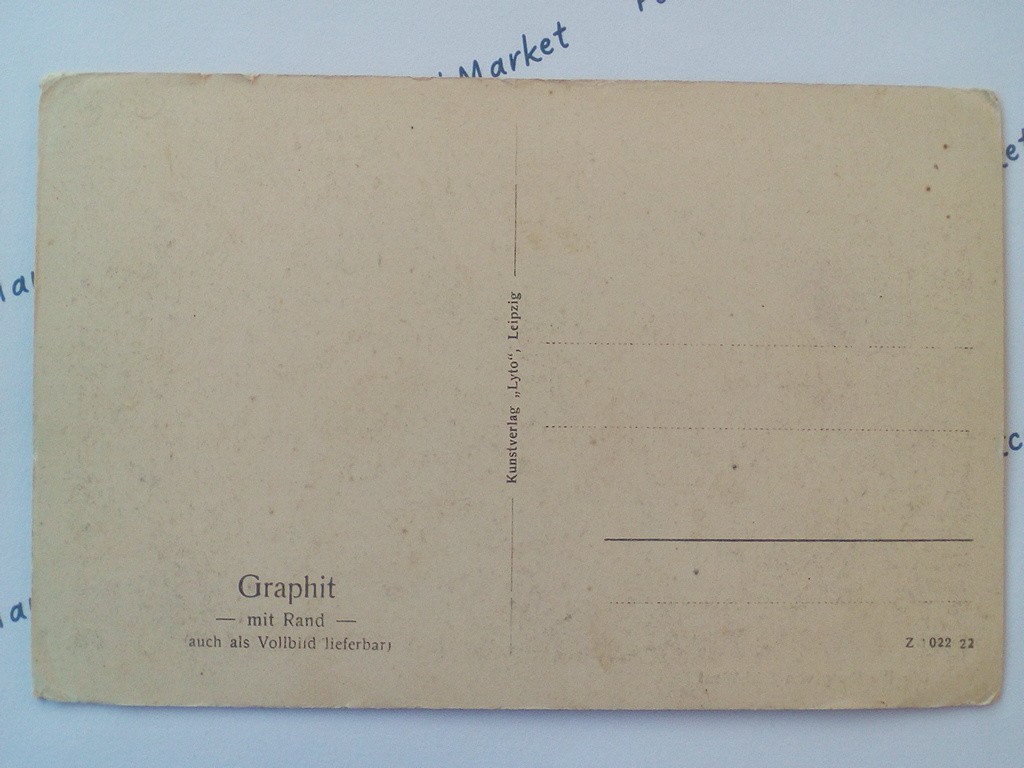 Market
Kunstverlag „Lyto“, Leipzig
Graphit
— mit Rand —
auch als Vollbild lieferbar)
Z 1022 22